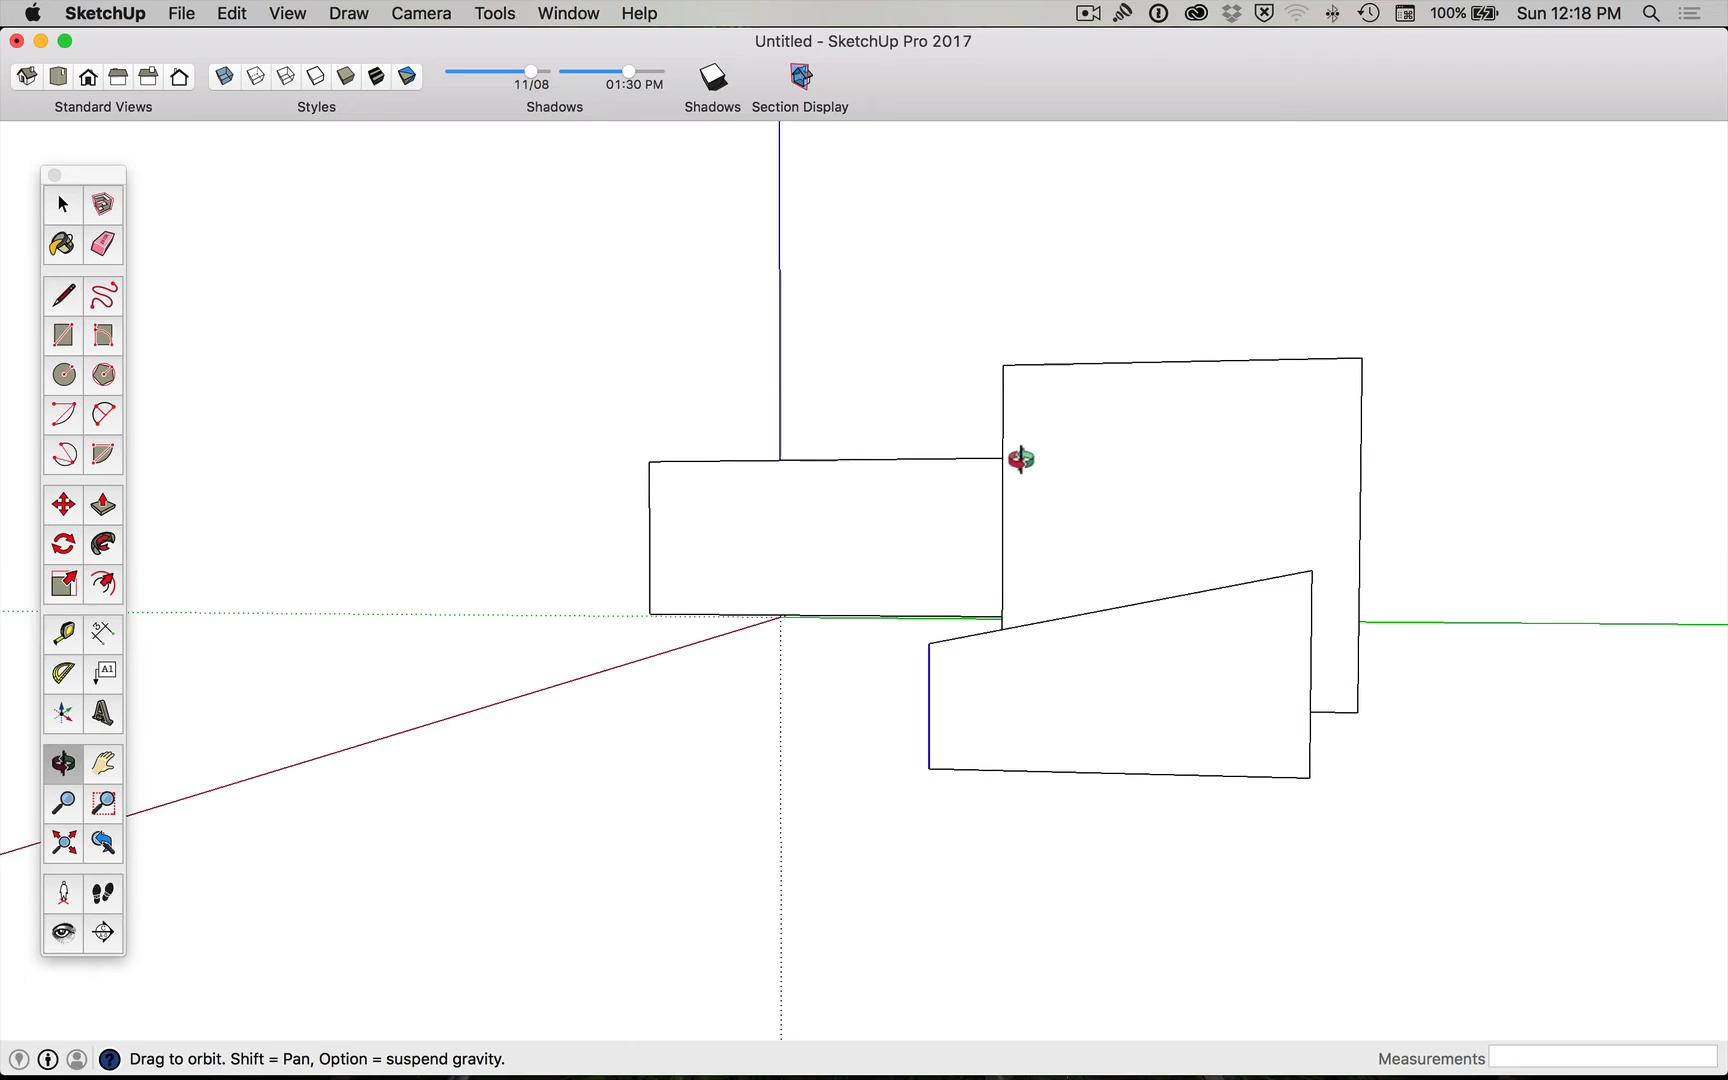 SketchUp File Edit View Draw Camera Tools Window Help 100% Sun 12:18 PM
Untitled - SketchUp Pro 2017
11/08 01:30 PM
Standard Views Styles Shadows Shadows Section Display
A1
Drag to orbit. Shift = Pan, Option = suspend gravity. Measurements